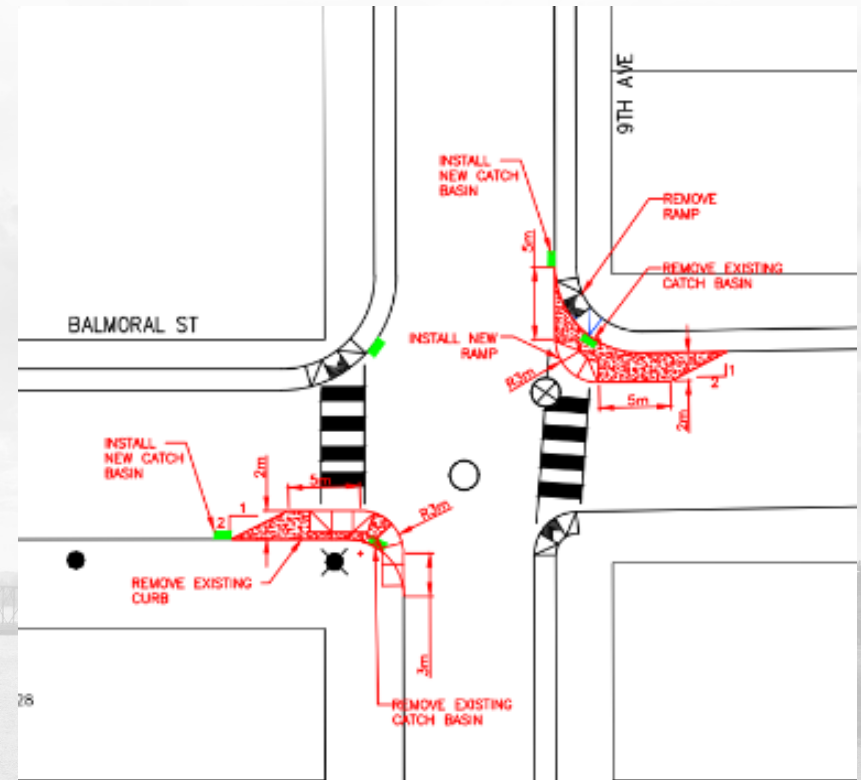 9TH AVE
INSTALL
NEW CATCH
BASIN
REMOVE
RAMP
5m
REMOVE EXISTING
CATCH BASIN
BALMORAL ST
INSTALL NEW
RAMP
R3m
1
2
5m
2m
INSTALL
NEW CATCH
BASIN
2m
5m
1
2
R3m
REMOVE EXISTING
CURB
3m
28
REMOVE EXISTING
CATCH BASIN